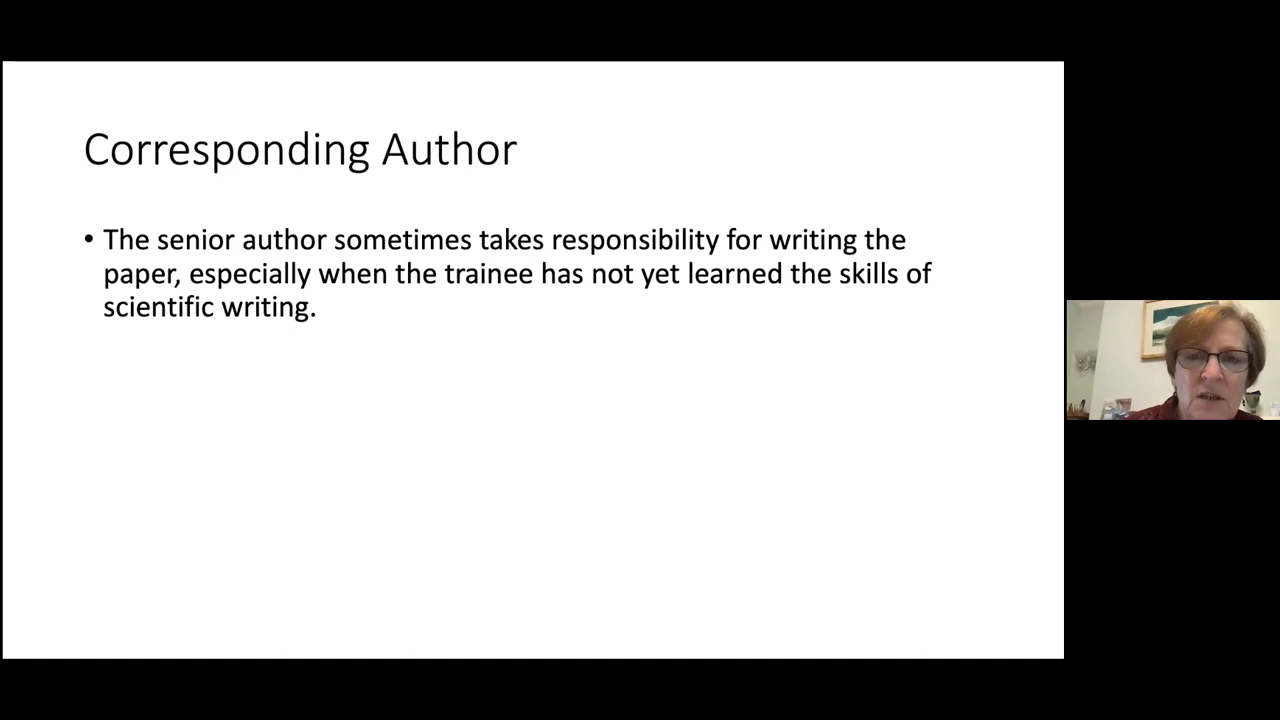 Corresponding Author
• The senior author sometimes takes responsibility for writing the
paper, especially when the trainee has not yet learned the skills of
scientific writing.